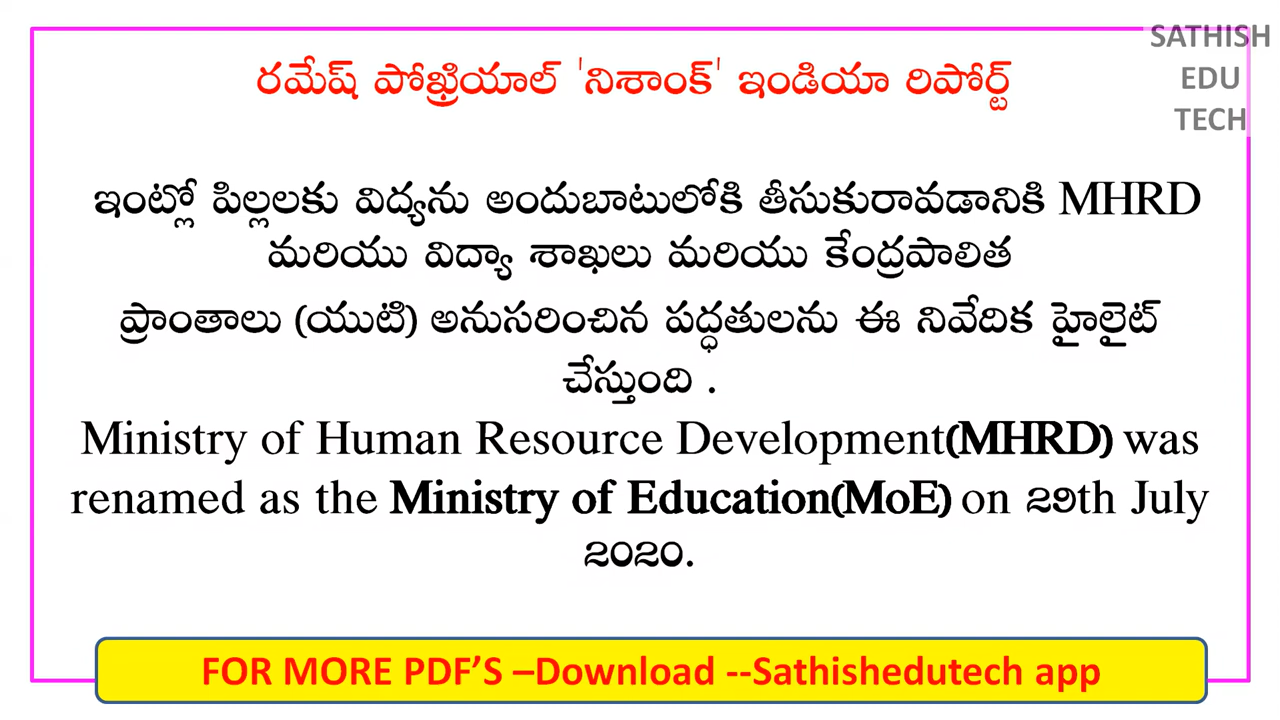 SATHISH
EDU
TECH
రమేష్ పోఖ్రియాల్ 'నిశాంక్' ఇండియా రిపోర్ట్
ఇంట్లో పిల్లలకు విద్యను అందుబాటులోకి తీసుకురావడానికి MHRD
మరియు విద్యా శాఖలు మరియు కేంద్రపాలిత
ప్రాంతాలు (యుటి) అనుసరించిన పద్ధతులను ఈ నివేదిక హైలైట్
చేస్తుంది .
Ministry of Human Resource Development(MHRD) was
renamed as the Ministry of Education(MoE) on ౨౯th July
౨౦౨౦.
FOR MORE PDF'S –Download --Sathishedutech app